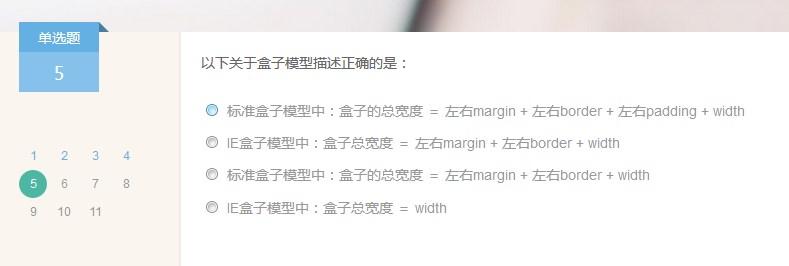 单选题
5
以下关于盒子模型描述正确的是：
标准盒子模型中：盒子的总宽度 = 左右margin + 左右border + 左右padding + width
IE盒子模型中：盒子总宽度 = 左右margin + 左右border + width
标准盒子模型中：盒子的总宽度 = 左右margin + 左右border + width
IE盒子模型中：盒子总宽度 = width
1 2 3 4
5 6 7 8
9 10 11